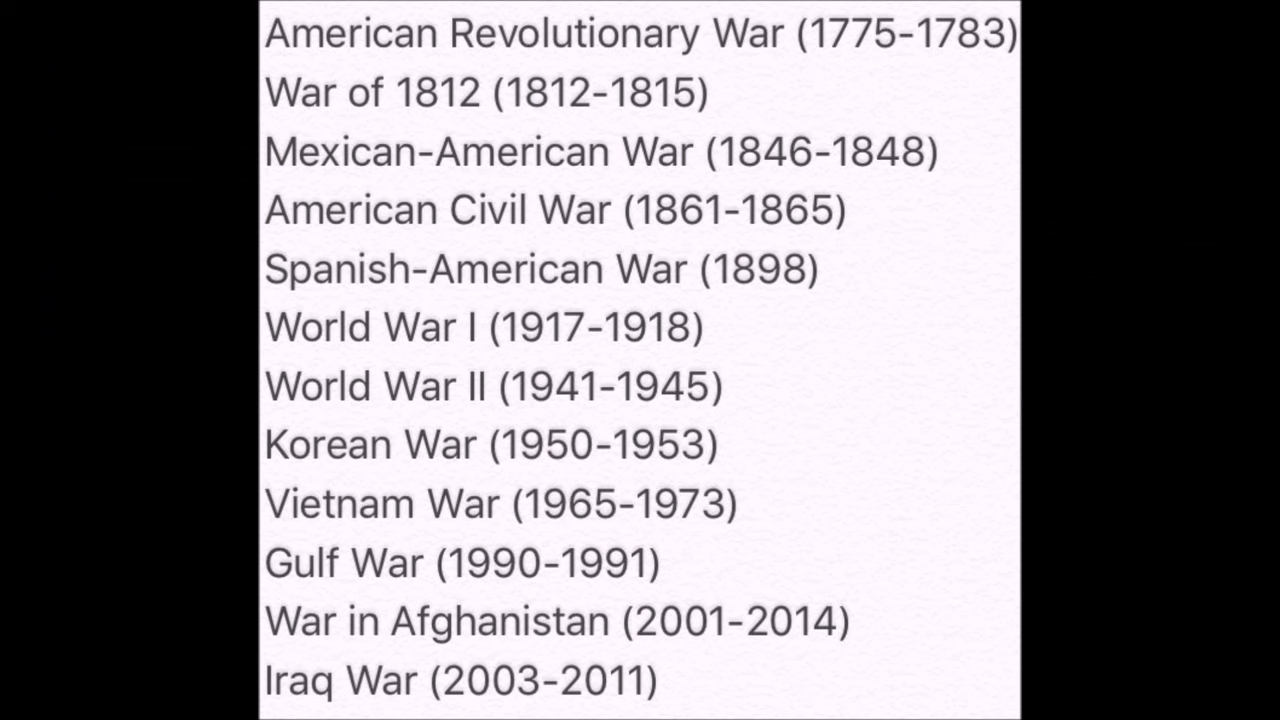 American Revolutionary War (1775-1783)
War of 1812 (1812-1815)
Mexican-American War (1846-1848)
American Civil War (1861-1865)
Spanish-American War (1898)
World War I (1917-1918)
World War II (1941-1945)
Korean War (1950-1953)
Vietnam War (1965-1973)
Gulf War (1990-1991)
War in Afghanistan (2001-2014)
Iraq War (2003-2011)